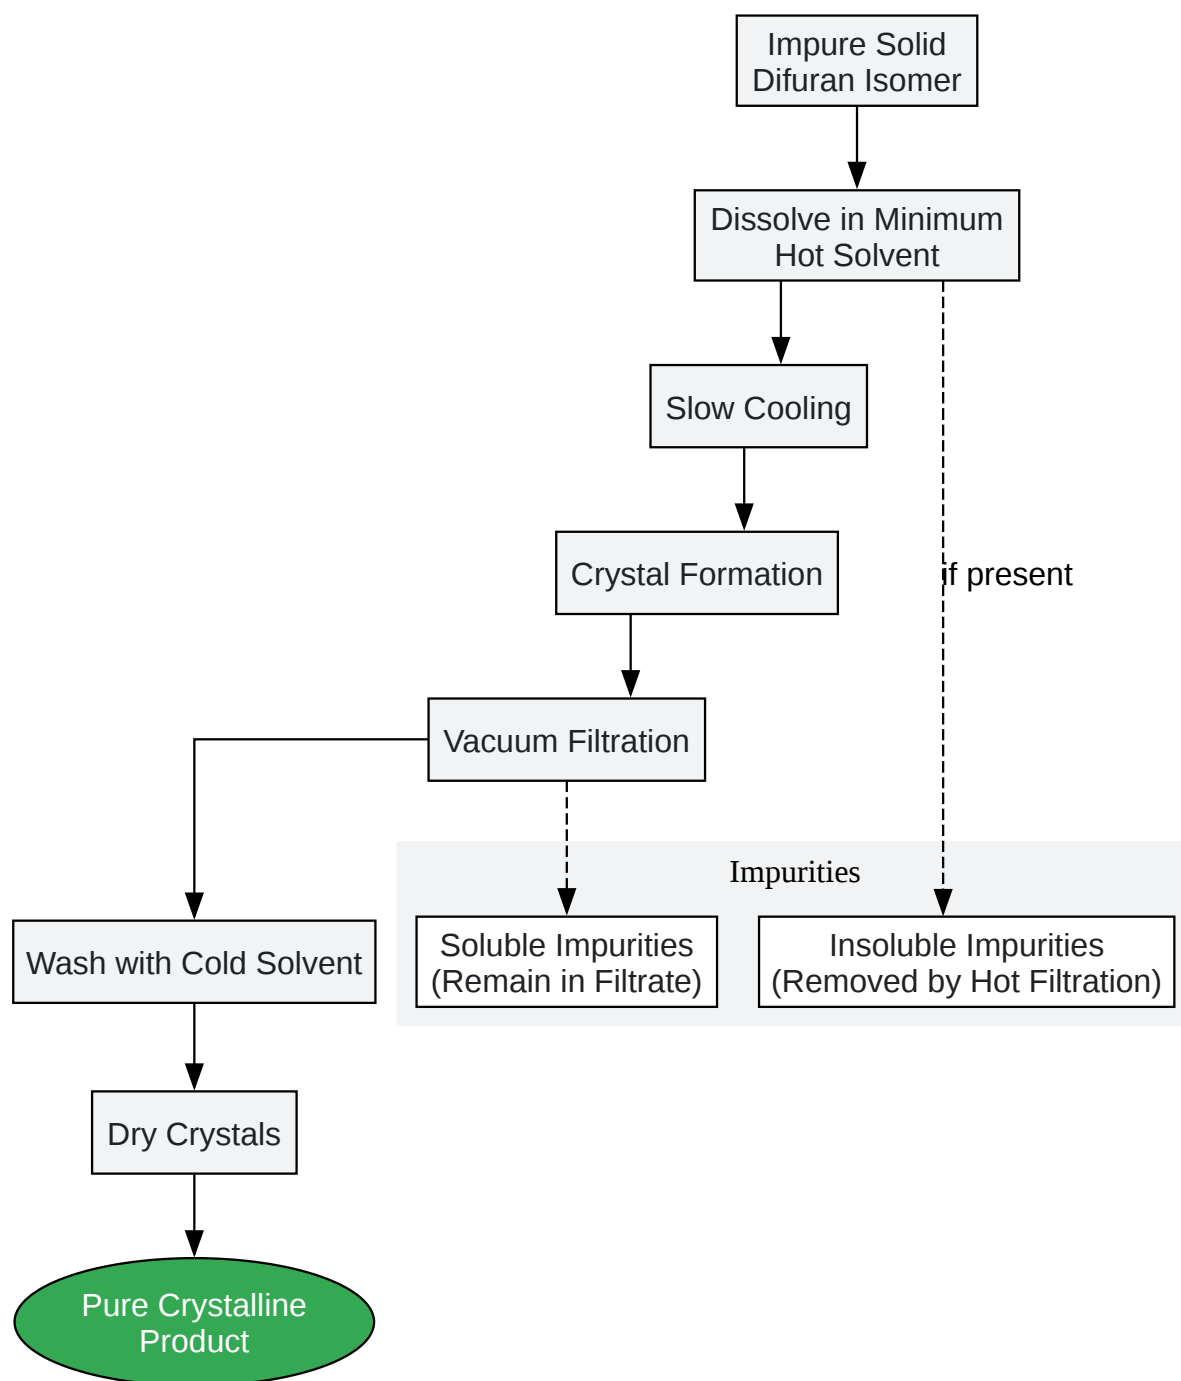 Impure Solid
Difuran Isomer
Dissolve in Minimum
Hot Solvent
Slow Cooling
Crystal Formation
if present
Vacuum Filtration
Impurities
Wash with Cold Solvent
Soluble Impurities
(Remain in Filtrate)
Insoluble Impurities
(Removed by Hot Filtration)
Dry Crystals
Pure Crystalline
Product